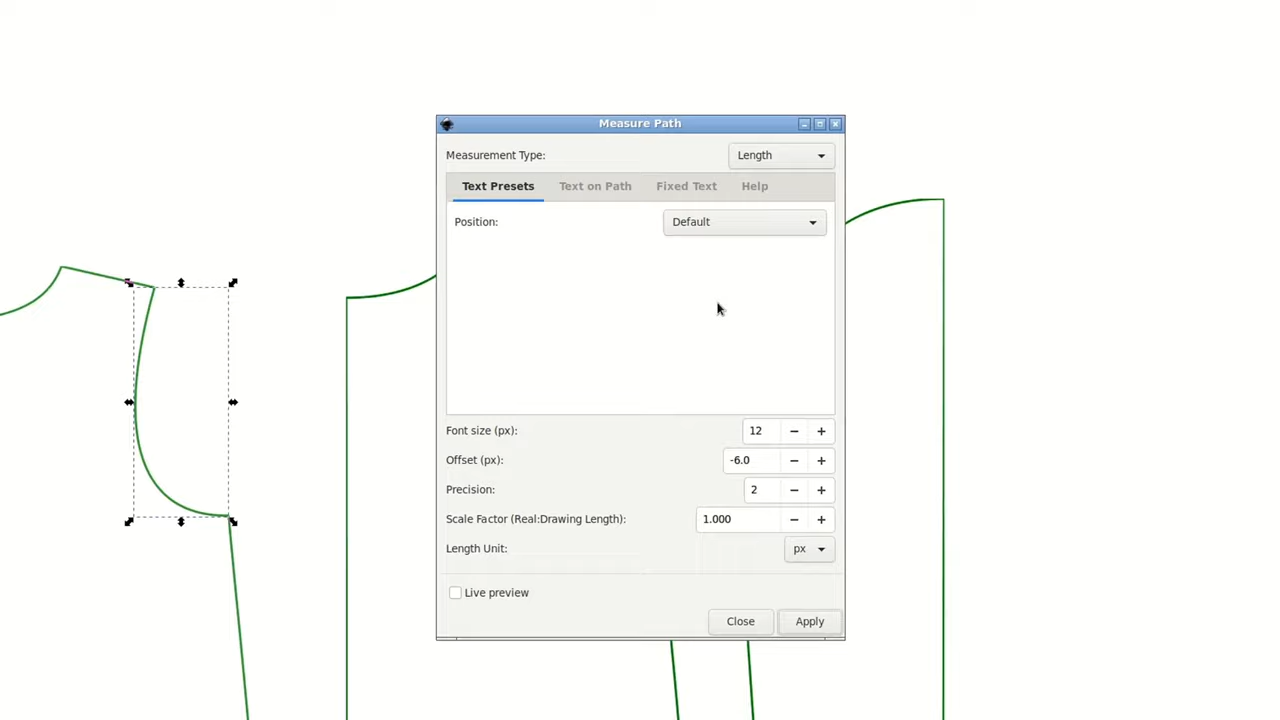 Measure Path
Measurement Type: Length
Text Presets Text on Path Fixed Text Help
Position: Default
Font size (px): 12
Offset (px): -6.0
Precision: 2
Scale Factor (Real:Drawing Length): 1.000
Length Unit: px
Live preview
Close Apply